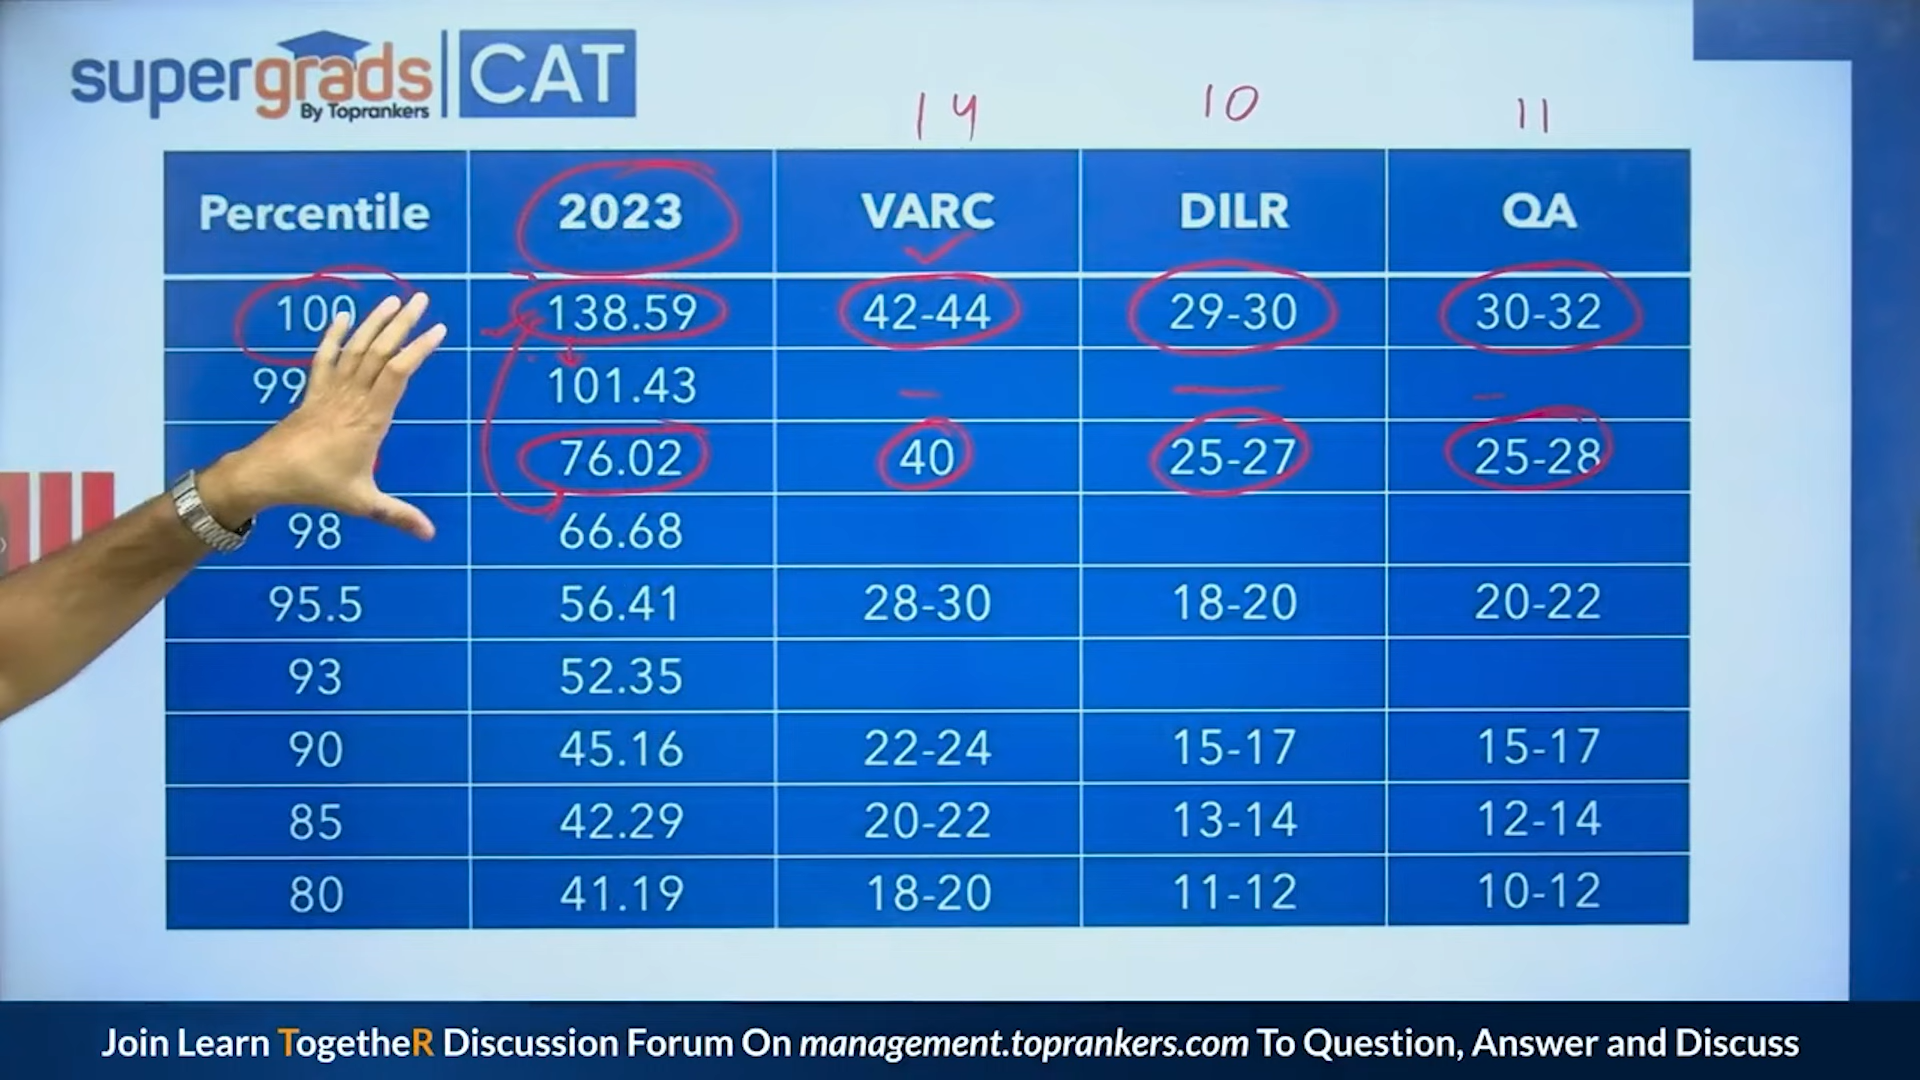 supergrads CAT
By Toprankers
14 10 11
Percentile 2023 VARC DILR QA
100 138.59 42-44 29-30 30-32
99 101.43
76.02 40 25-27 25-28
98 66.68
95.5 56.41 28-30 18-20 20-22
93 52.35
90 45.16 22-24 15-17 15-17
85 42.29 20-22 13-14 12-14
80 41.19 18-20 11-12 10-12
Join Learn TogetheR Discussion Forum On management.toprankers.com To Question, Answer and Discuss